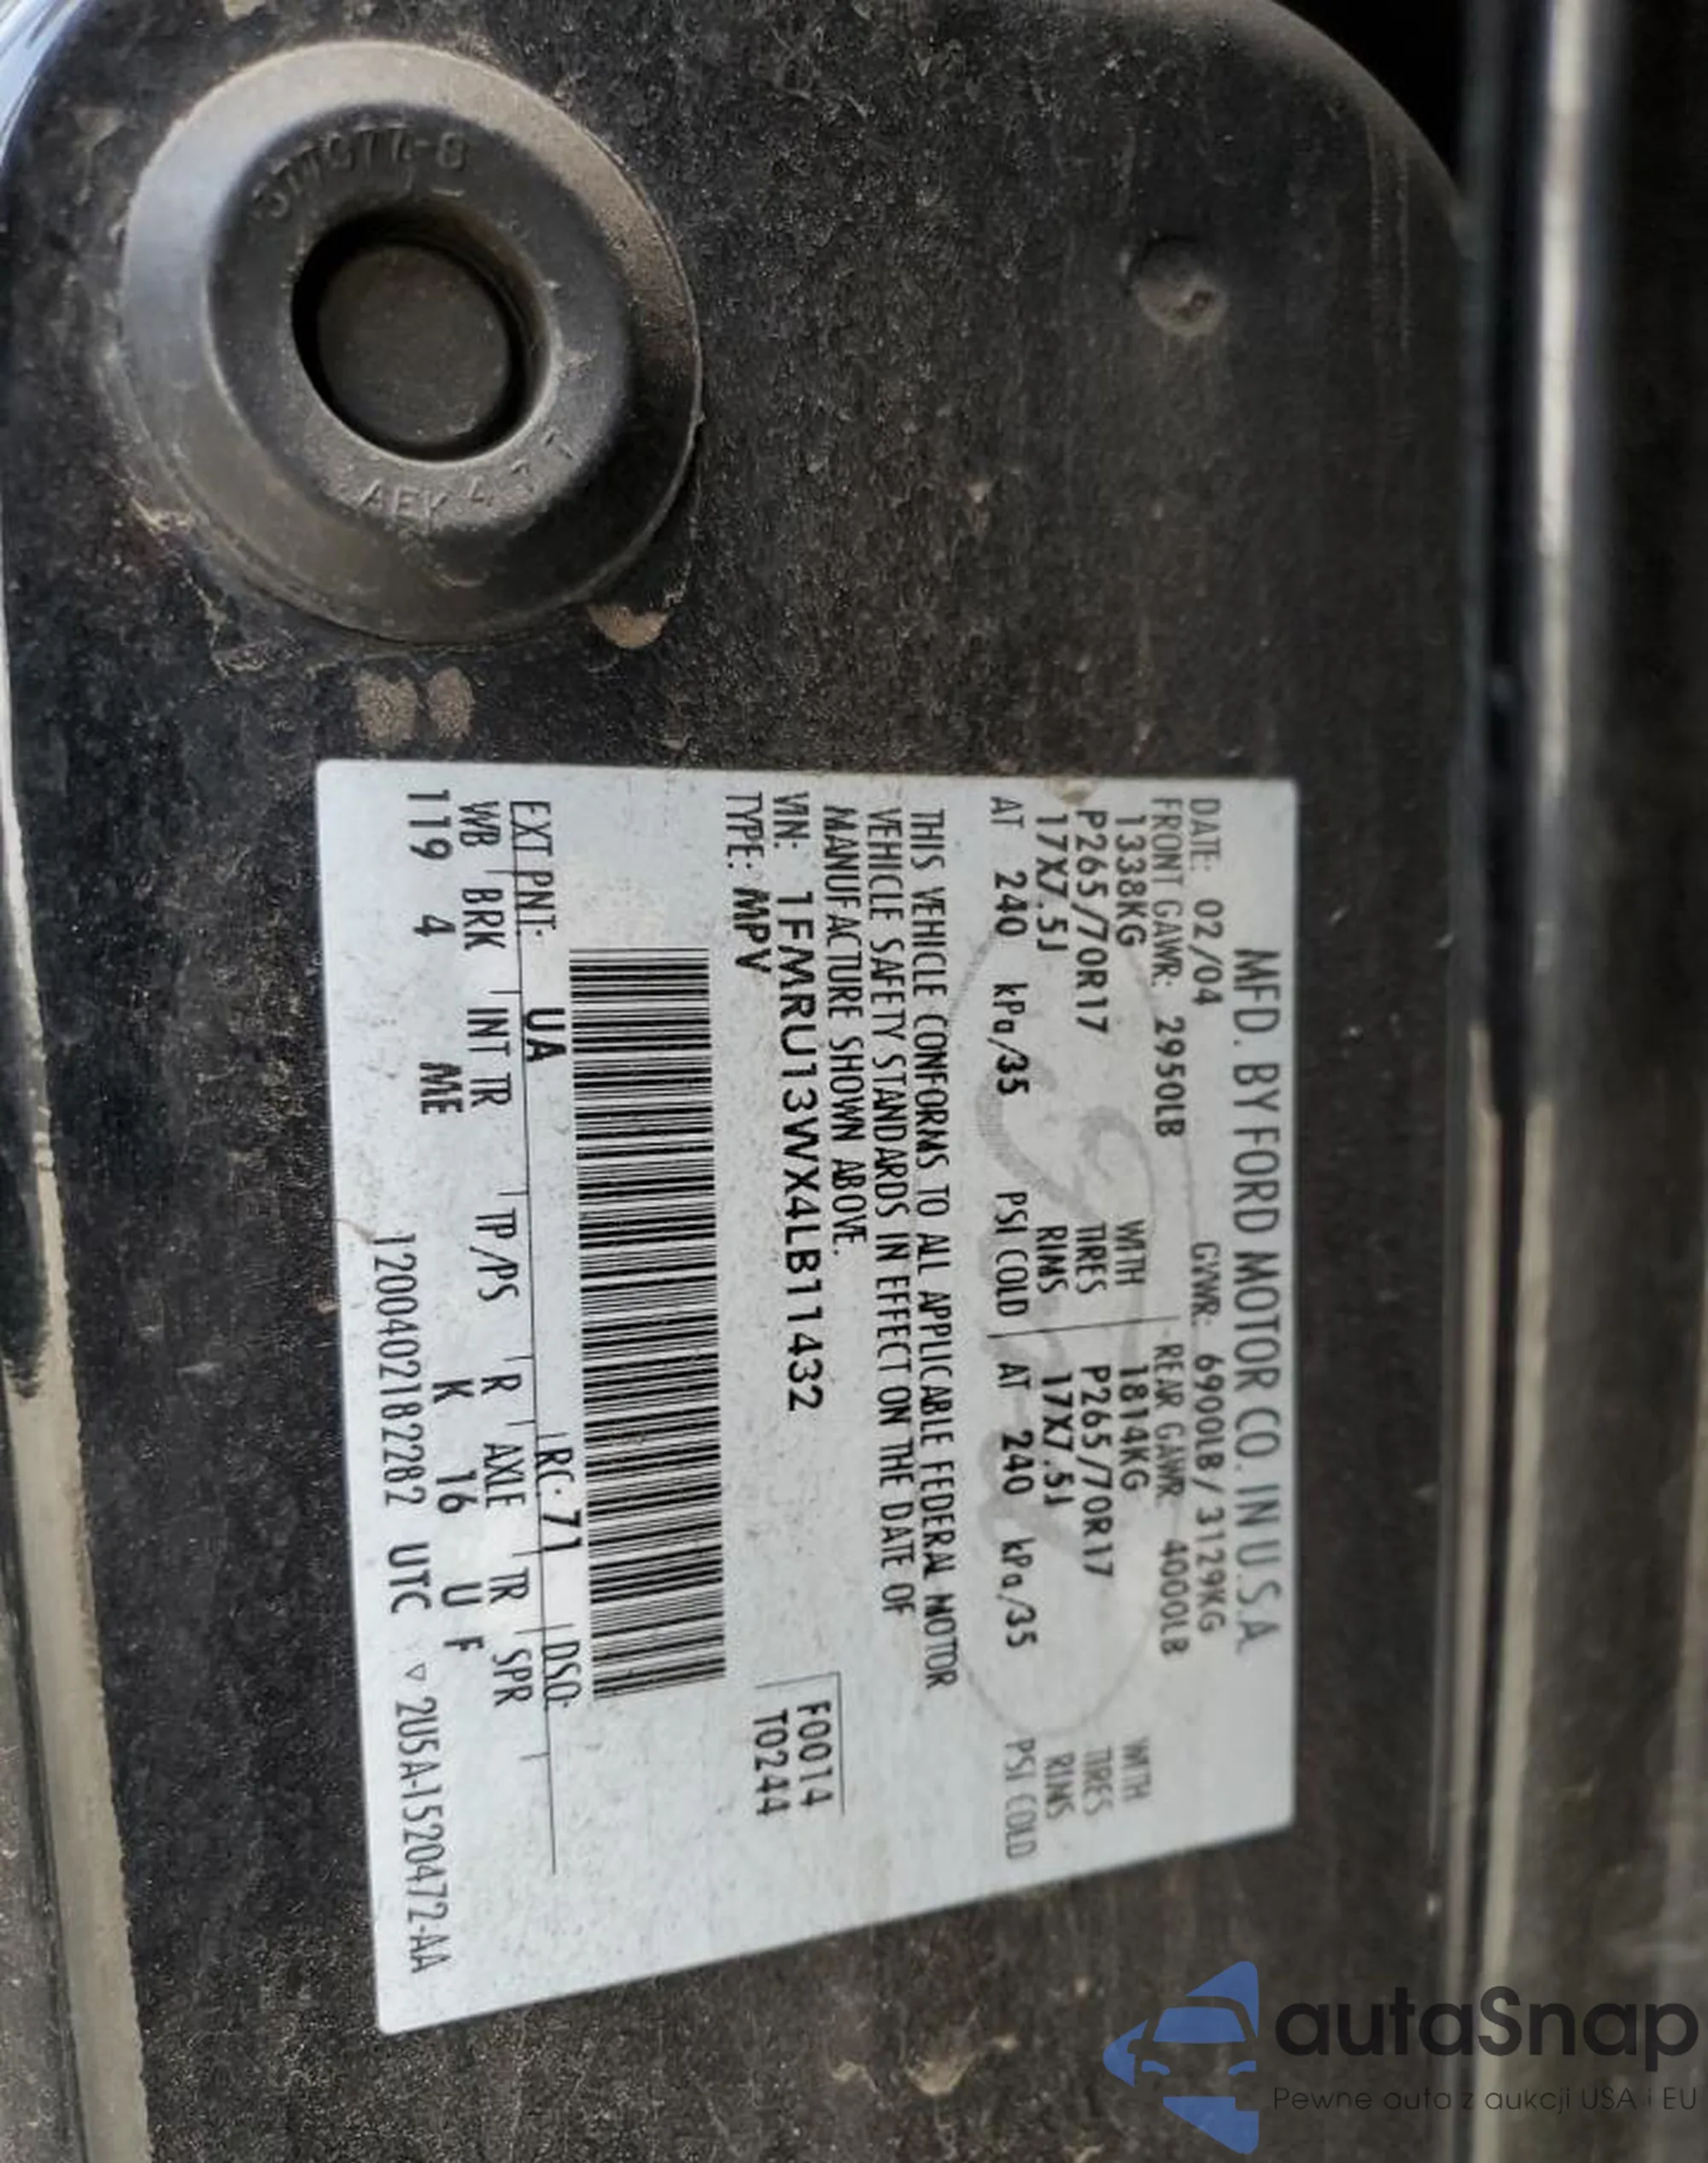 MFD. BY FORD MOTOR CO. IN U.S.A.
DATE: 02/04 GVWR: 6900LB / 3129KG
FRONT GAWR: 2950LB REAR GAWR: 4000LB
1338KG WITH 1814KG WITH
P265/70R17 TIRES P265/70R17 TIRES
17X7.5J RIMS 17X7.5J RIMS
AT 240 kPa/35 PSI COLD AT 240 kPa/35 PSI COLD
THIS VEHICLE CONFORMS TO ALL APPLICABLE FEDERAL MOTOR
VEHICLE SAFETY STANDARDS IN EFFECT ON THE DATE OF
MANUFACTURE SHOWN ABOVE.
VIN: 1FMRU13WX4LB11432 F0014
TYPE: MPV T0244
EXT PNT: UA RC: 71 DSO:
WB BRK INT TR TP/PS R AXLE TR SPR
119 4 ME K 16 U F
12004021822 82 UTC ▽ 2U5A-1520472-AA
autaSnap
Pewne auta z aukcji USA i EU